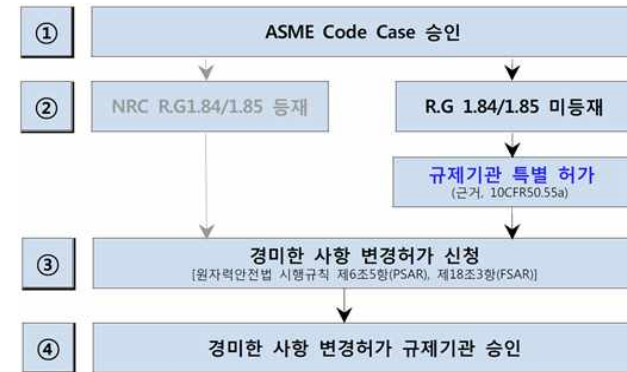 ① ASME Code Case 승인
② NRC R.G1.84/1.85 등재 R.G 1.84/1.85 미등재
규제기관 특별 허가
(근거, 10CFR50.55a)
③ 경미한 사항 변경허가 신청
[원자력안전법 시행규칙 제6조5항(PSAR), 제18조3항(FSAR)]
④ 경미한 사항 변경허가 규제기관 승인